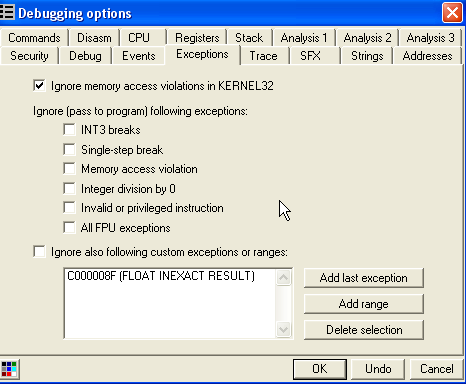 Debugging options
Commands Disasm CPU Registers Stack Analysis 1 Analysis 2 Analysis 3
Security Debug Events Exceptions Trace SFX Strings Addresses
Ignore memory access violations in KERNEL32
Ignore (pass to program) following exceptions:
INT3 breaks
Single-step break
Memory access violation
Integer division by 0
Invalid or privileged instruction
All FPU exceptions
Ignore also following custom exceptions or ranges:
C000008F (FLOAT INEXACT RESULT)
Add last exception
Add range
Delete selection
OK Undo Cancel